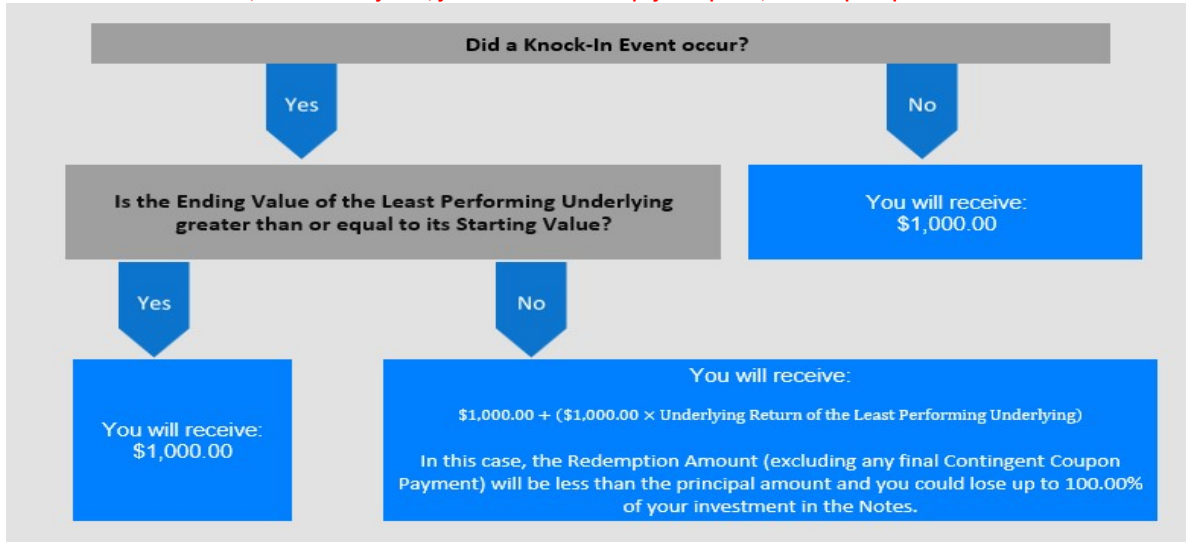 Did a Knock-In Event occur?
Yes
No
Is the Ending Value of the Least Performing Underlying
greater than or equal to its Starting Value?
You will receive:
$1,000.00
Yes
No
You will receive:
$1,000.00
You will receive:
$1,000.00 + ($1,000.00 × Underlying Return of the Least Performing Underlying)
In this case, the Redemption Amount (excluding any final Contingent Coupon
Payment) will be less than the principal amount and you could lose up to 100.00%
of your investment in the Notes.